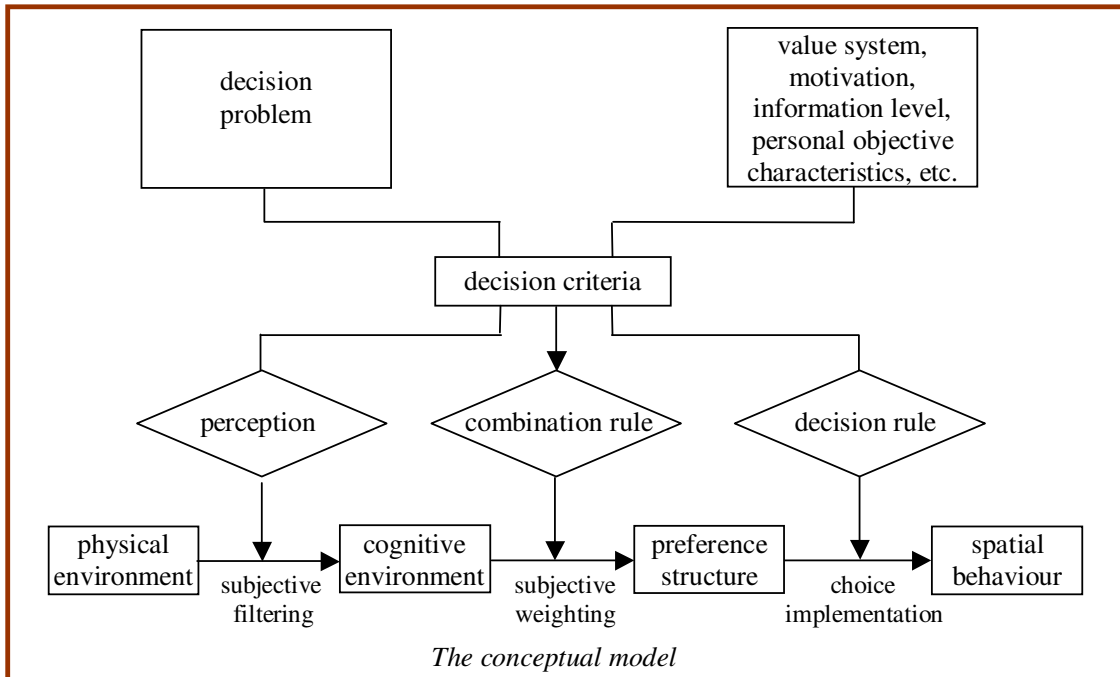 decision
problem
value system,
motivation,
information level,
personal objective
characteristics, etc.
decision criteria
perception
combination rule
decision rule
physical
environment
subjective
filtering
cognitive
environment
subjective
weighting
preference
structure
choice
implementation
spatial
behaviour
The conceptual model